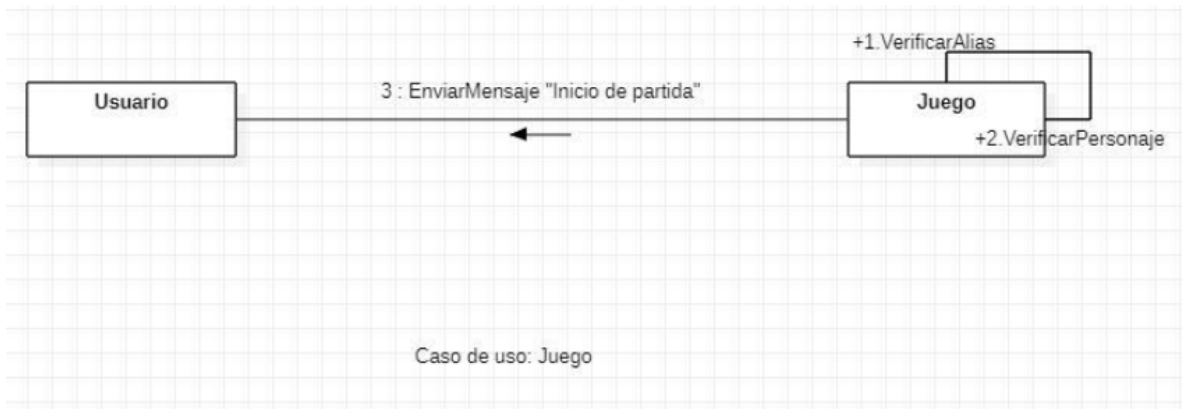 +1.VerificarAlias
3 : EnviarMensaje "Inicio de partida"
Usuario
Juego
+2.VerificarPersonaje
Caso de uso: Juego